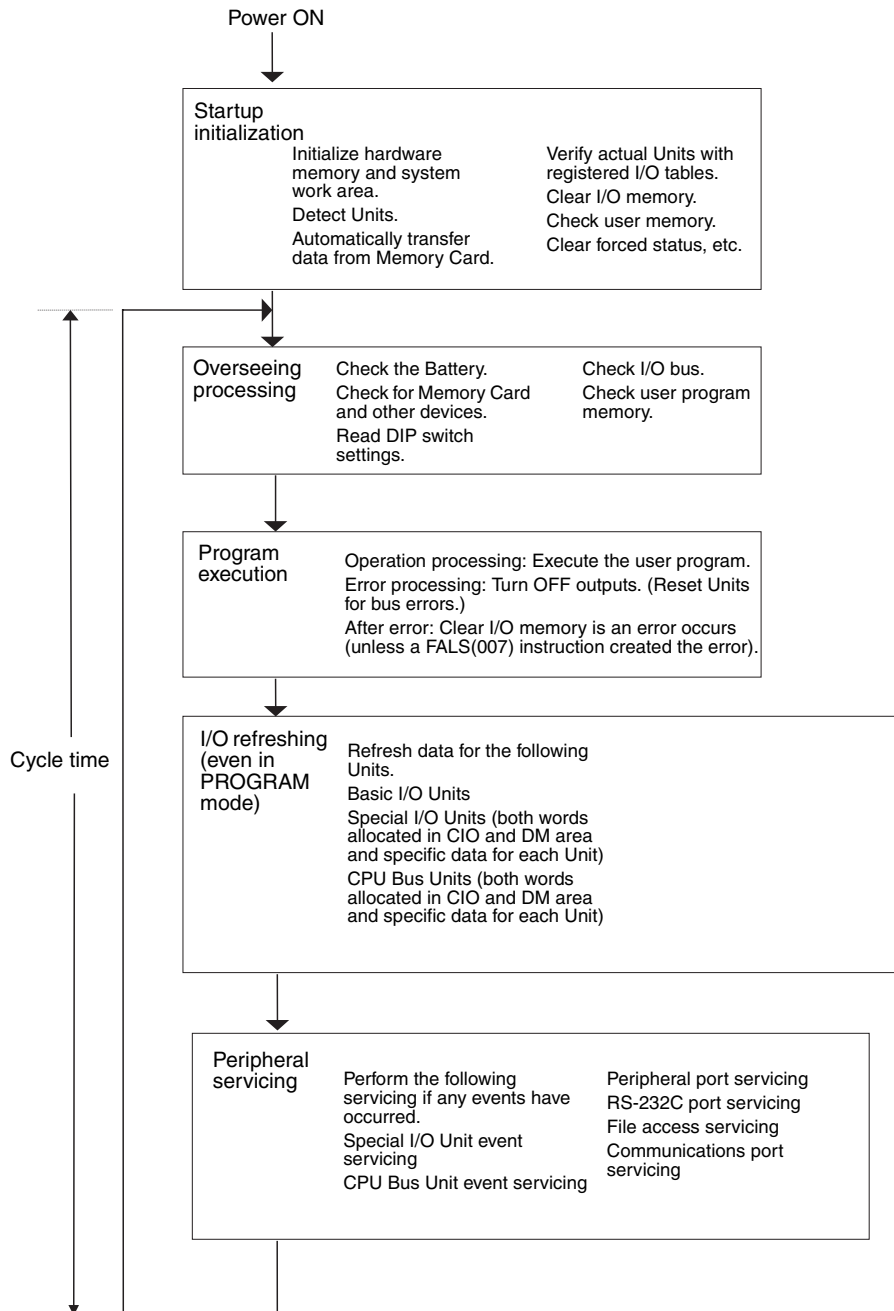 Power ON
Startup
initialization
Initialize hardware
memory and system
work area.
Detect Units.
Automatically transfer
data from Memory Card.
Verify actual Units with
registered I/O tables.
Clear I/O memory.
Check user memory.
Clear forced status, etc.
Overseeing
processing
Check the Battery.
Check for Memory Card
and other devices.
Read DIP switch
settings.
Check I/O bus.
Check user program
memory.
Program
execution
Operation processing: Execute the user program.
Error processing: Turn OFF outputs. (Reset Units
for bus errors.)
After error: Clear I/O memory is an error occurs
(unless a FALS(007) instruction created the error).
Cycle time
I/O refreshing
(even in
PROGRAM
mode)
Refresh data for the following
Units.
Basic I/O Units
Special I/O Units (both words
allocated in CIO and DM area
and specific data for each Unit)
CPU Bus Units (both words
allocated in CIO and DM area
and specific data for each Unit)
Peripheral
servicing
Perform the following
servicing if any events have
occurred.
Special I/O Unit event
servicing
CPU Bus Unit event servicing
Peripheral port servicing
RS-232C port servicing
File access servicing
Communications port
servicing